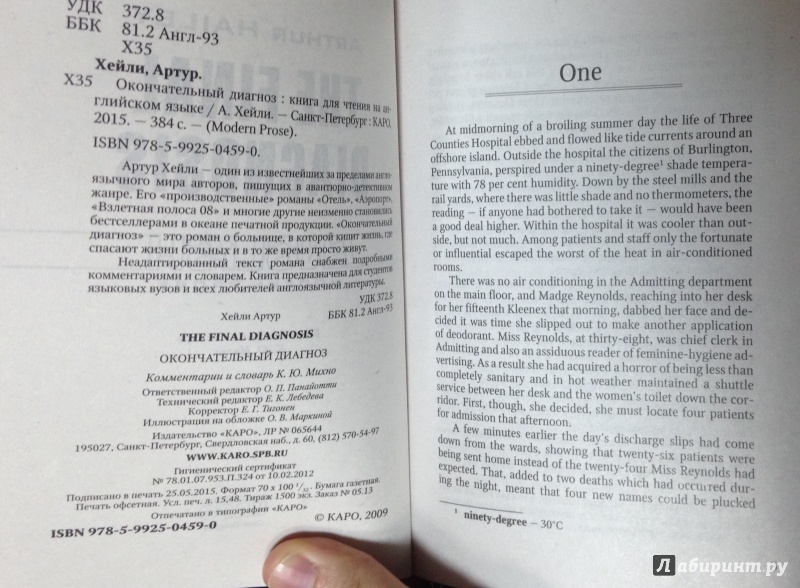 УДК 372.8
ББК 81.2 Англ-93
Х35
Хейли, Артур.
Х35 Окончательный диагноз : книга для чтения на ан-
глийском языке / А. Хейли. — Санкт-Петербург : КАРО,
2015. — 384 с. — (Modern Prose).
ISBN 978-5-9925-0459-0.
Артур Хейли – один из известнейших за пределами англо-
язычного мира авторов, пишущих в авантюрно-детективном
жанре. Его «производственные» романы «Отель», «Аэропорт»,
«Взлетная полоса 08» и многие другие неизменно становились
бестселлерами в океане печатной продукции. «Окончательный
диагноз» — это роман о больнице, в которой кипит жизнь, где
спасают жизни больных и в то же время просто живут.
Неадаптированный текст романа снабжен подробными
комментариями и словарем. Книга предназначена для студентов
языковых вузов и всех любителей англоязычной литературы.
УДК 372.8
ББК 81.2 Англ-93
Хейли Артур
THE FINAL DIAGNOSIS
ОКОНЧАТЕЛЬНЫЙ ДИАГНОЗ
Комментарии и словарь К. Ю. Михно
Ответственный редактор О. П. Панайотти
Технический редактор Е. К. Лебедева
Корректор Е. Г. Тигонен
Иллюстрация на обложке О. В. Маркиной
Издательство «КАРО», ЛР № 065644
195027, Санкт-Петербург, Свердловская наб., д. 60, (812) 570-54-97
WWW.KARO.SPB.RU
Гигиенический сертификат
№ 78.01.07.953.П.324 от 10.02.2012
Подписано в печать 25.05.2015. Формат 70 х 100 1/32. Бумага газетная.
Печать офсетная. Усл. печ. л. 15,48. Тираж 1500 экз. Заказ № 05.13
Отпечатано в типографии «КАРО»
ISBN 978-5-9925-0459-0
© КАРО, 2009
One
At midmorning of a broiling summer day the life of Three
Counties Hospital ebbed and flowed like tide currents around an
offshore island. Outside the hospital the citizens of Burlington,
Pennsylvania, perspired under a ninety-degree¹ shade tempera-
ture with 78 per cent humidity. Down by the steel mills and the
rail yards, where there was little shade and no thermometers, the
reading — if anyone had bothered to take it — would have been
a good deal higher. Within the hospital it was cooler than out-
side, but not much. Among patients and staff only the fortunate
or influential escaped the worst of the heat in air-conditioned
rooms.
There was no air conditioning in the Admitting department
on the main floor, and Madge Reynolds, reaching into her desk
for her fifteenth Kleenex that morning, dabbed her face and de-
cided it was time she slipped out to make another application
of deodorant. Miss Reynolds, at thirty-eight, was chief clerk in
Admitting and also an assiduous reader of feminine-hygiene ad-
vertising. As a result she had acquired a horror of being less than
completely sanitary and in hot weather maintained a shuttle
service between her desk and the women's toilet down the cor-
ridor. First, though, she decided, she must locate four patients
for admission that afternoon.
A few minutes earlier the day's discharge slips had come
down from the wards, showing that twenty-six patients were
being sent home instead of the twenty-four Miss Reynolds had
expected. That, added to two deaths which had occurred dur-
ing the night, meant that four new names could be plucked
¹ ninety-degree — 30°C
Лабиринт.ру